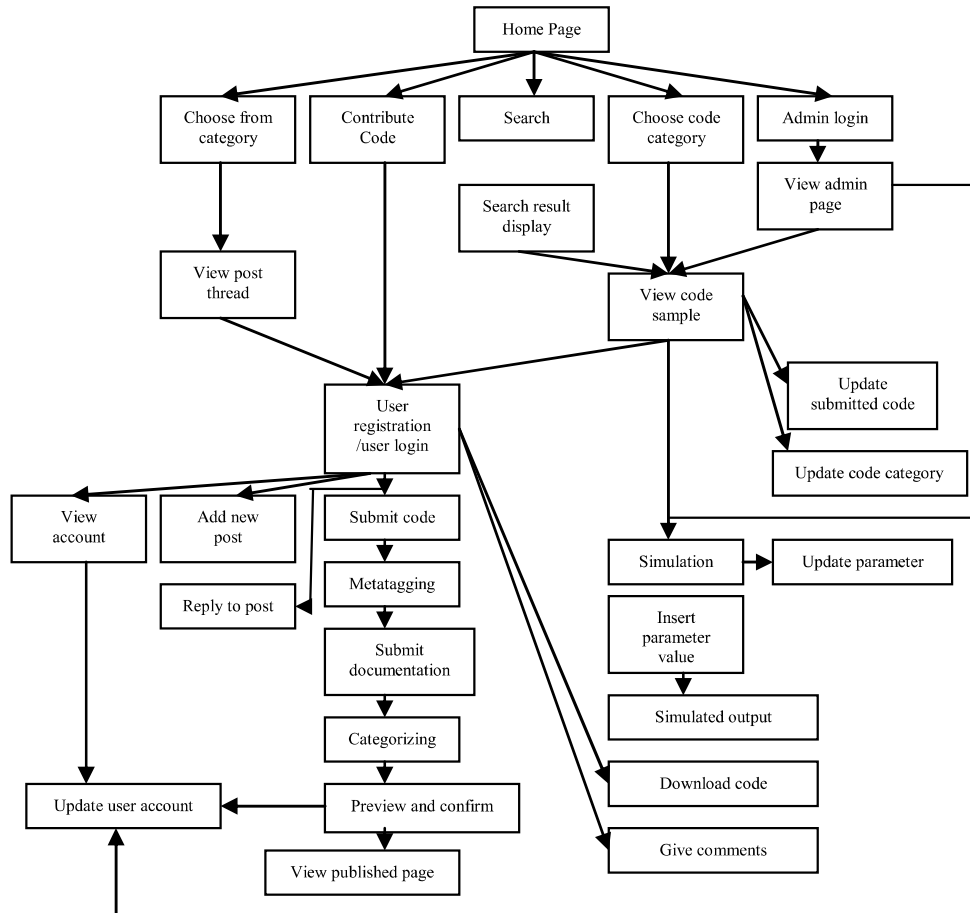 Home Page
Choose from
category
Contribute
Code
Search
Choose code
category
Admin login
View admin
page
Search result
display
View post
thread
View code
sample
Update
submitted code
User
registration
/user login
Update code category
View
account
Add new
post
Submit code
Simulation
Update parameter
Metatagging
Reply to post
Insert
parameter
value
Submit
documentation
Simulated output
Categorizing
Download code
Update user account
Preview and confirm
Give comments
View published page